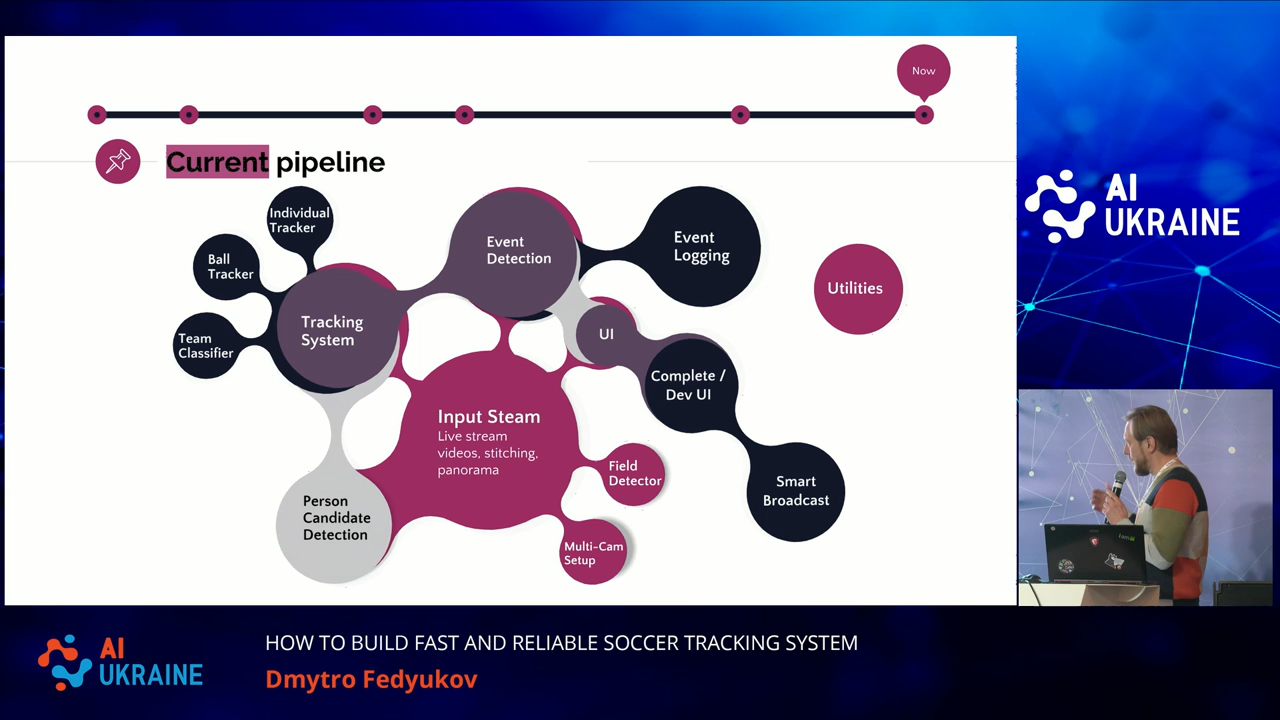 Now
Current pipeline
Individual
Tracker
Ball
Tracker
Team
Classifier
Tracking
System
Event
Detection
Event
Logging
Utilities
UI
Complete /
Dev UI
Input Steam
Live stream
videos, stitching,
panorama
Field
Detector
Smart
Broadcast
Person
Candidate
Detection
Multi-Cam
Setup
AI
UKRAINE
AI
UKRAINE
HOW TO BUILD FAST AND RELIABLE SOCCER TRACKING SYSTEM
Dmytro Fedyukov